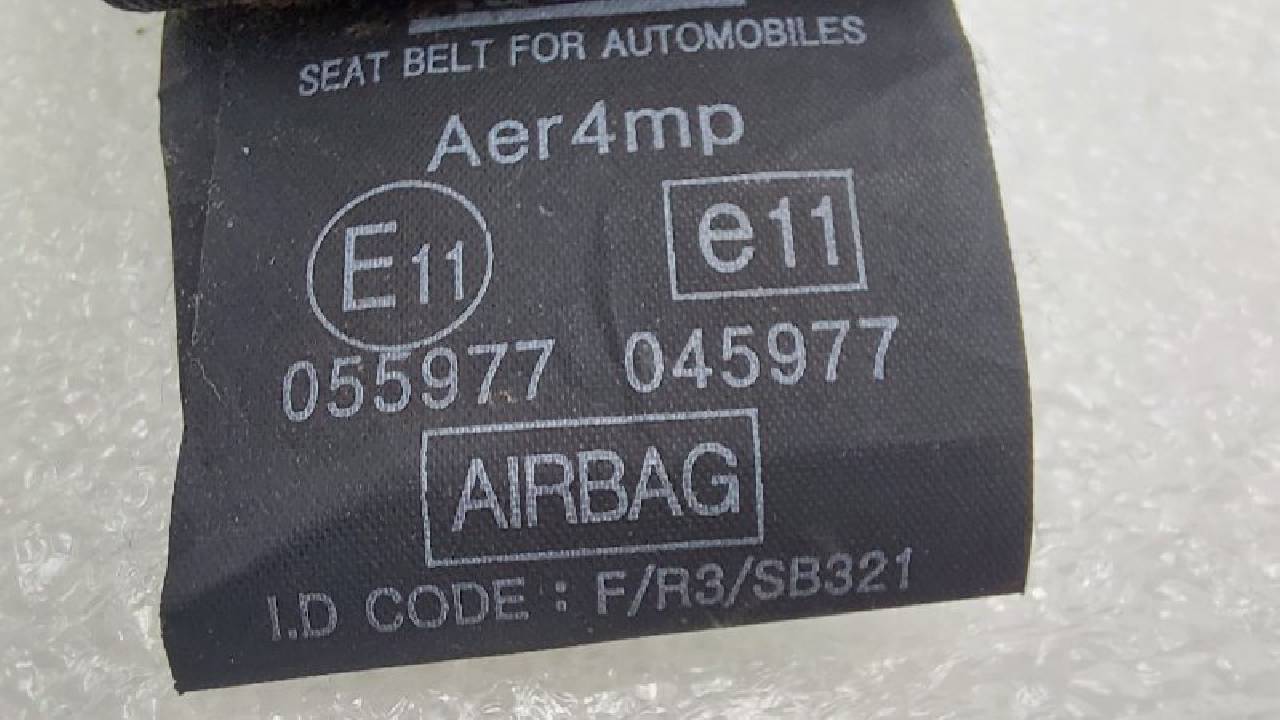 SEAT BELT FOR AUTOMOBILES
Aer4mp
E11 e11
055977 045977
AIRBAG
I.D CODE : F/R3/SB321